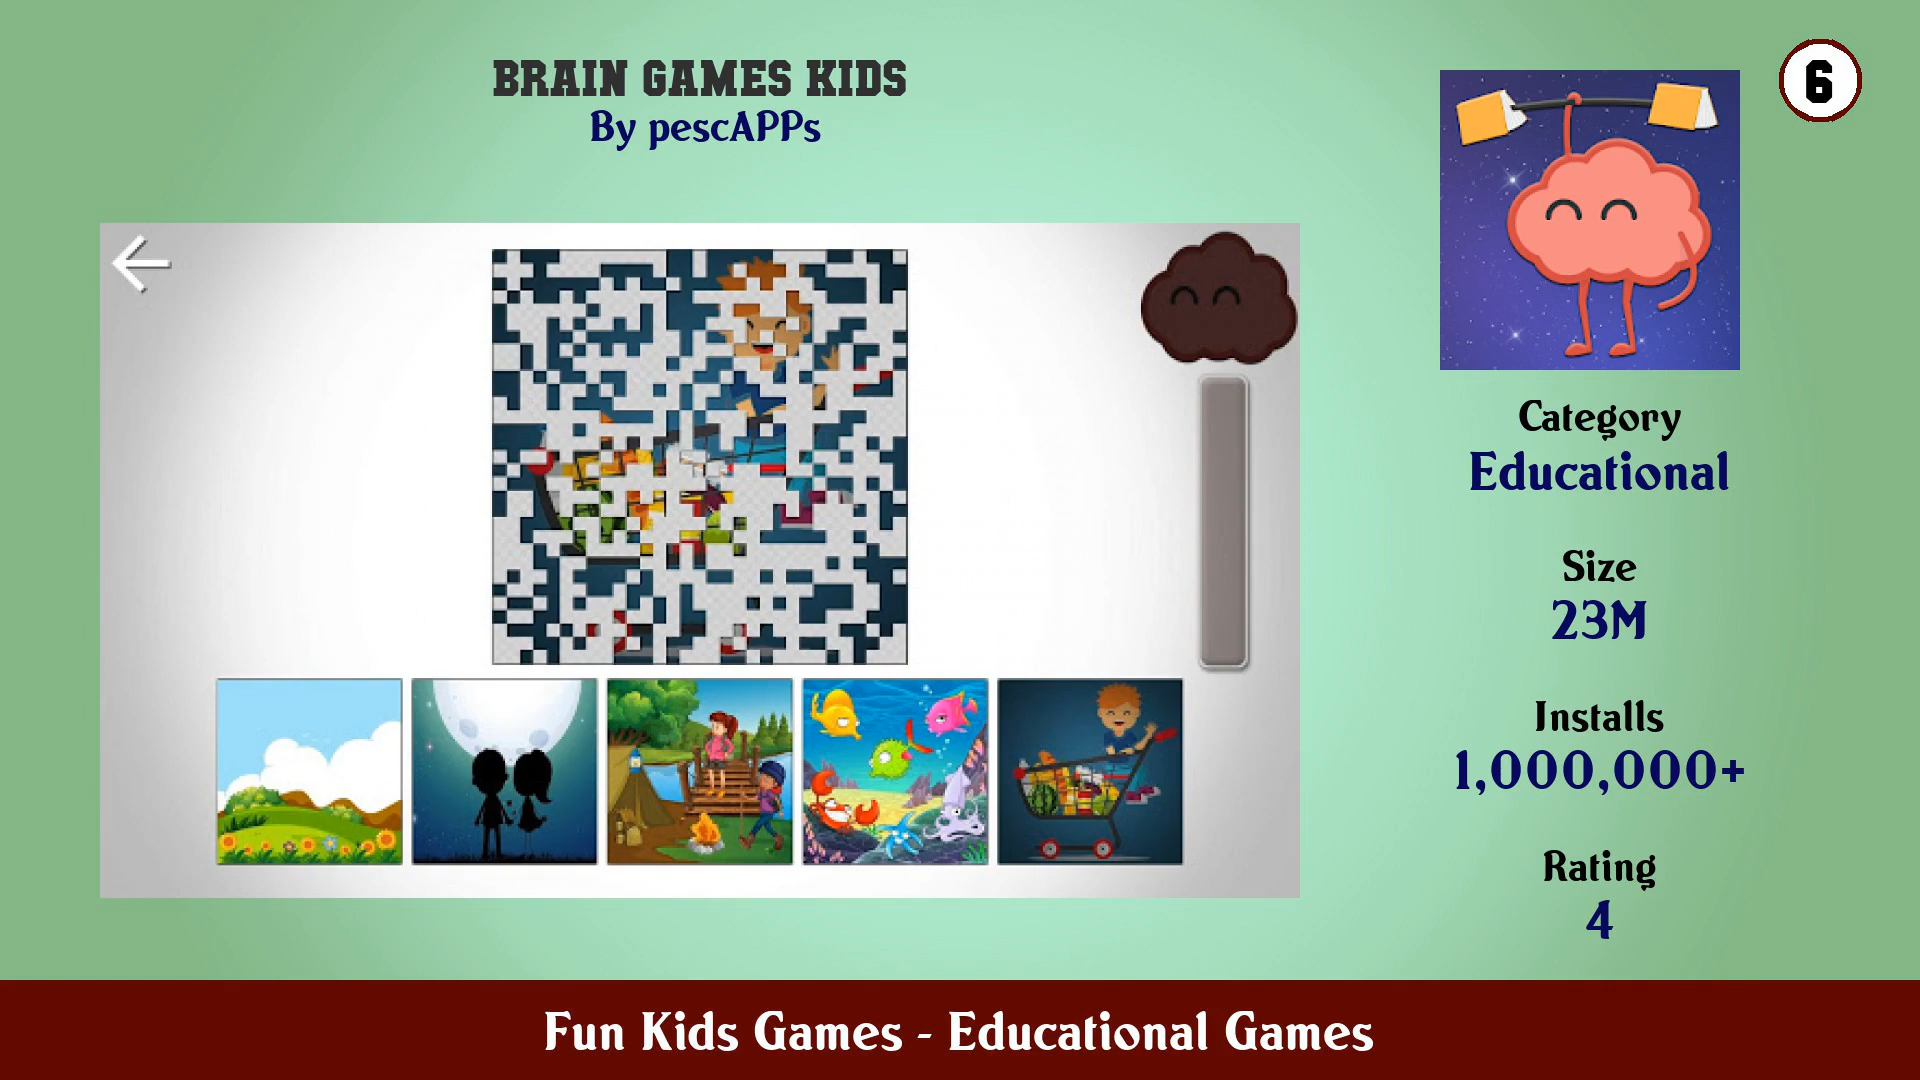 BRAIN GAMES KIDS
By pescAPPs
6
Category
Educational
Size
23M
Installs
1,000,000+
Rating
4
Fun Kids Games - Educational Games